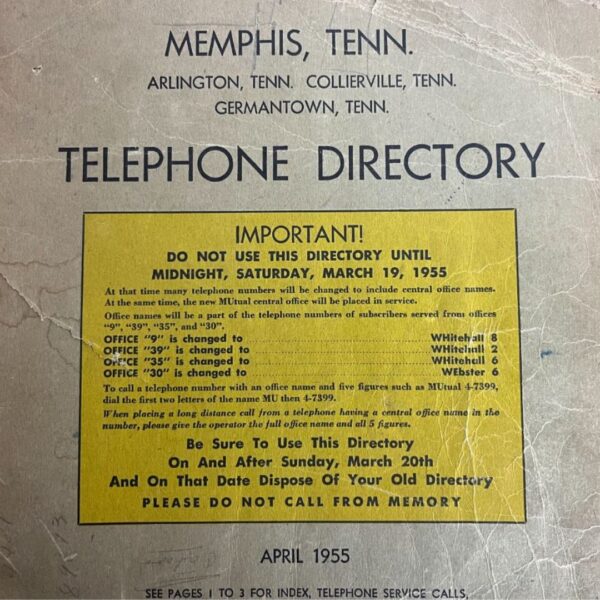 MEMPHIS, TENN.
ARLINGTON, TENN. COLLIERVILLE, TENN.
GERMANTOWN, TENN.
TELEPHONE DIRECTORY
IMPORTANT!
DO NOT USE THIS DIRECTORY UNTIL
MIDNIGHT, SATURDAY, MARCH 19, 1955
At that time many telephone numbers will be changed to include central office names.
At the same time, the new MUtual central office will be placed in service.
Office names will be a part of the telephone numbers of subscribers served from offices
"9", "39", "35", and "30".
OFFICE "9" is changed to WHitehall 8
OFFICE "39" is changed to WHitehall 2
OFFICE "35" is changed to WHitehall 6
OFFICE "30" is changed to WEbster 6
To call a telephone number with an office name and five figures such as MUtual 4-7399,
dial the first two letters of the name MU then 4-7399.
When placing a long distance call from a telephone having a central office name in the
number, please give the operator the full office name and all 5 figures.
Be Sure To Use This Directory
On And After Sunday, March 20th
And On That Date Dispose Of Your Old Directory
PLEASE DO NOT CALL FROM MEMORY
APRIL 1955
SEE PAGES 1 TO 3 FOR INDEX, TELEPHONE SERVICE CALLS,